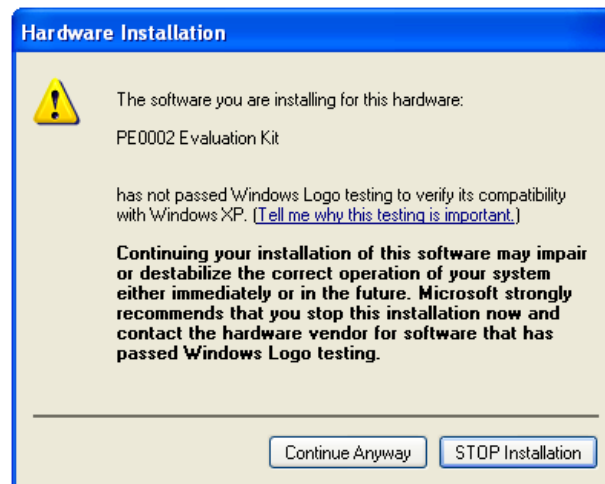 Hardware Installation
The software you are installing for this hardware:
PE0002 Evaluation Kit
has not passed Windows Logo testing to verify its compatibility
with Windows XP. (Tell me why this testing is important.)
Continuing your installation of this software may impair
or destabilize the correct operation of your system
either immediately or in the future. Microsoft strongly
recommends that you stop this installation now and
contact the hardware vendor for software that has
passed Windows Logo testing.
Continue Anyway
STOP Installation